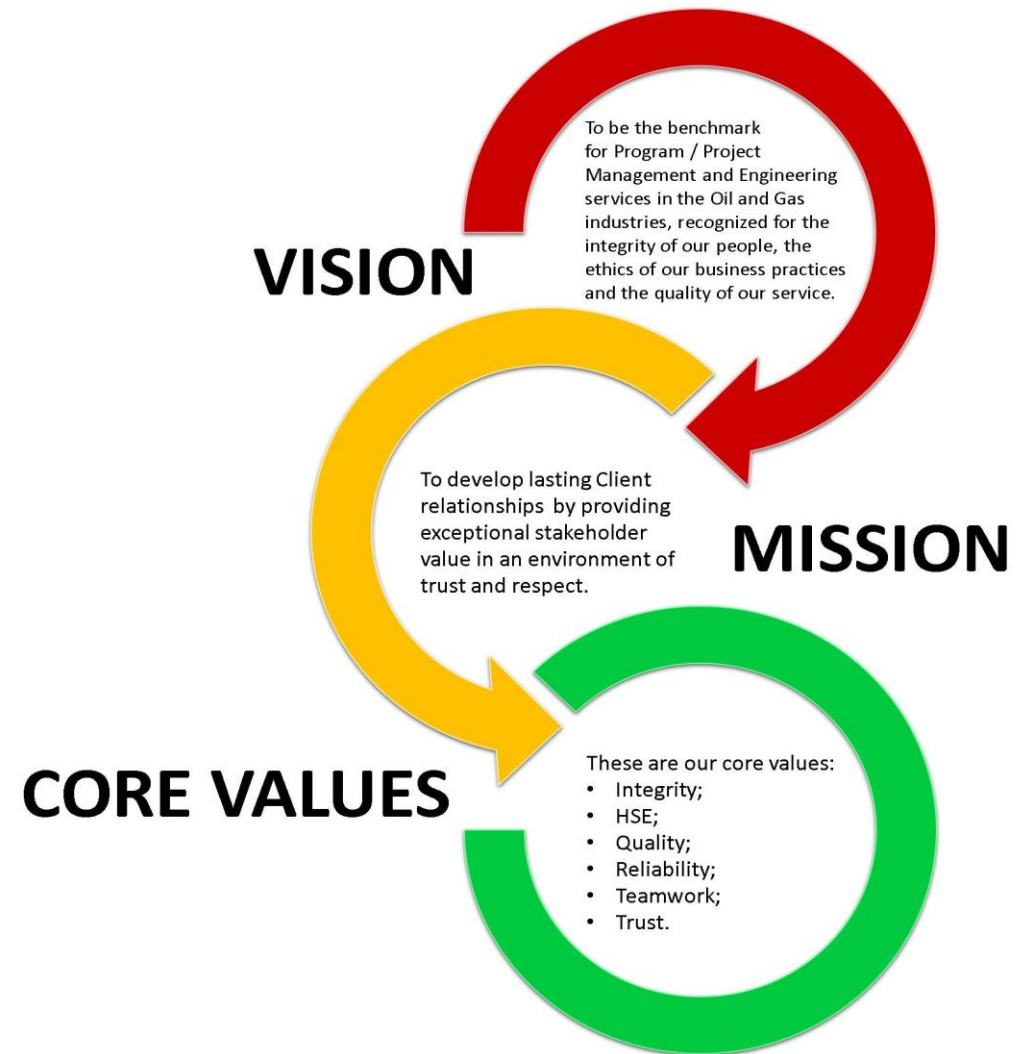 VISION
To be the benchmark
for Program / Project
Management and Engineering
services in the Oil and Gas
industries, recognized for the
integrity of our people, the
ethics of our business practices
and the quality of our service.
MISSION
To develop lasting Client
relationships by providing
exceptional stakeholder
value in an environment of
trust and respect.
CORE VALUES
These are our core values:
• Integrity;
• HSE;
• Quality;
• Reliability;
• Teamwork;
• Trust.